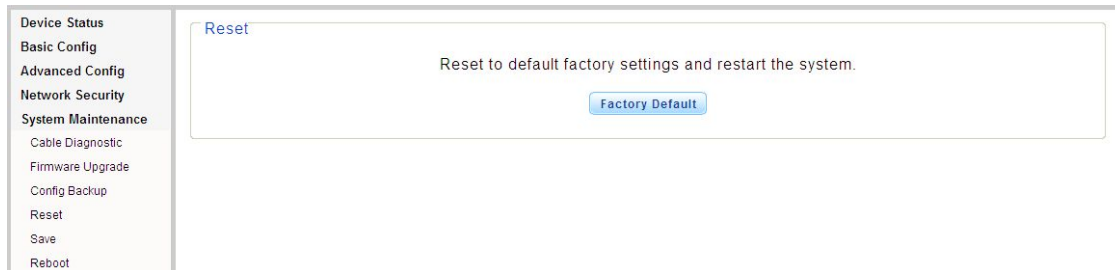 Device Status
Basic Config
Advanced Config
Network Security
System Maintenance
Cable Diagnostic
Firmware Upgrade
Config Backup
Reset
Save
Reboot
Reset
Reset to default factory settings and restart the system.
Factory Default